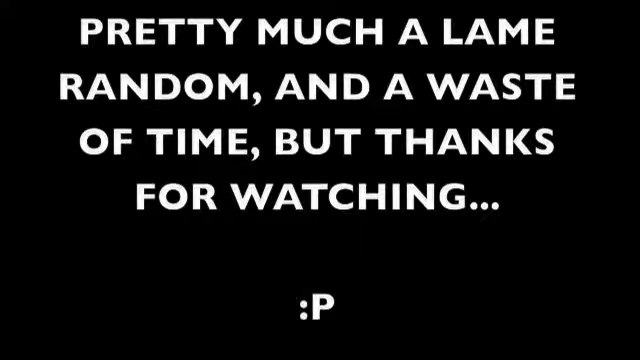 PRETTY MUCH A LAME
RANDOM, AND A WASTE
OF TIME, BUT THANKS
FOR WATCHING...
:P